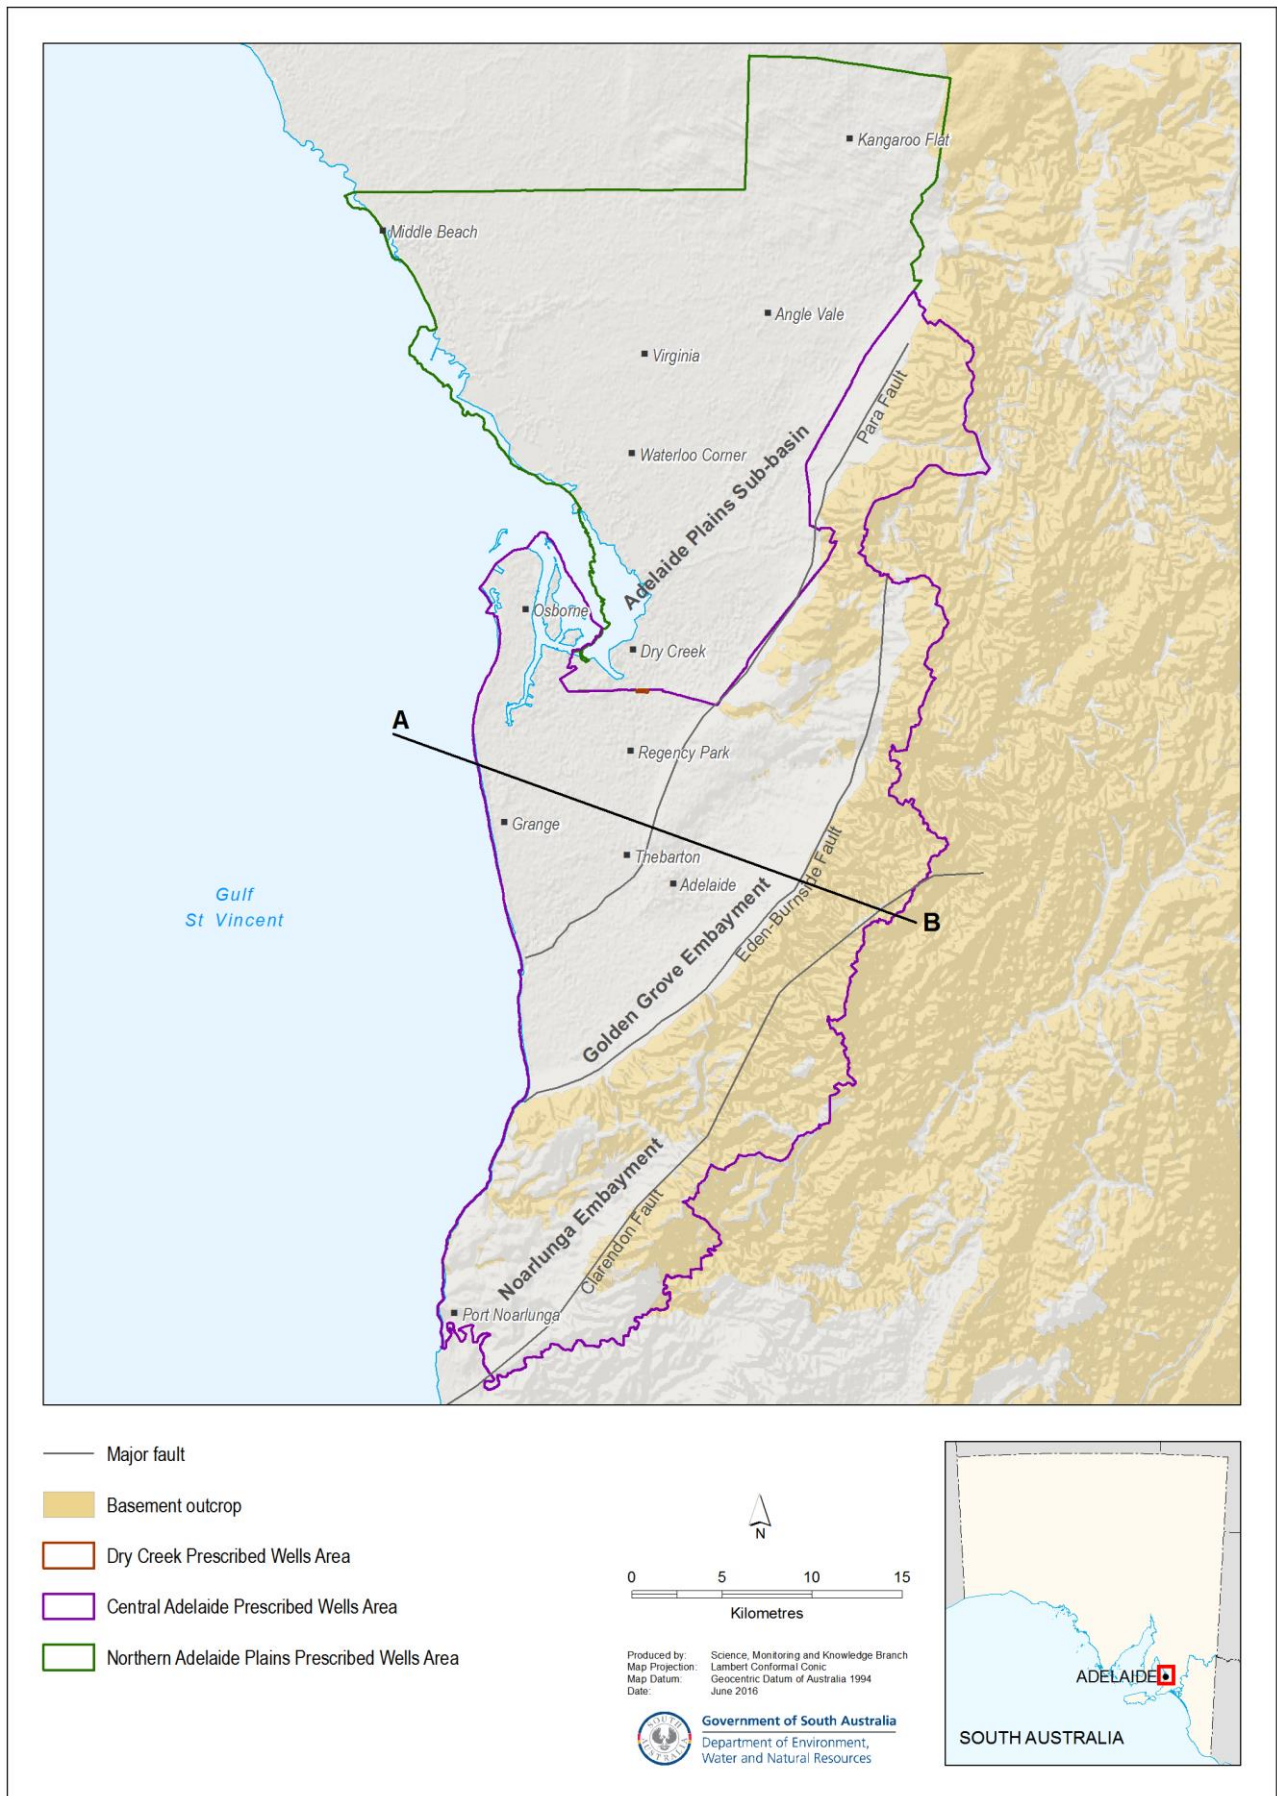 Kangaroo Flat
Middle Beach
Angle Vale
Virginia
Para Fault
Waterloo Corner
Adelaide Plains Sub-basin
Osborne
Dry Creek
A
Regency Park
Grange
Thebarton
Adelaide
Gulf
St Vincent
B
Eden-Burnside Fault
Golden Grove Embayment
Noarlunga Embayment
Clarendon Fault
Port Noarlunga
Major fault
Basement outcrop
Dry Creek Prescribed Wells Area
Central Adelaide Prescribed Wells Area
Northern Adelaide Plains Prescribed Wells Area
N
0 5 10 15
Kilometres
Produced by: Science, Monitoring and Knowledge Branch
Map Projection: Lambert Conformal Conic
Map Datum: Geocentric Datum of Australia 1994
Date: June 2016
SOUTH
AUSTRALIA
Government of South Australia
Department of Environment,
Water and Natural Resources
ADELAIDE
SOUTH AUSTRALIA